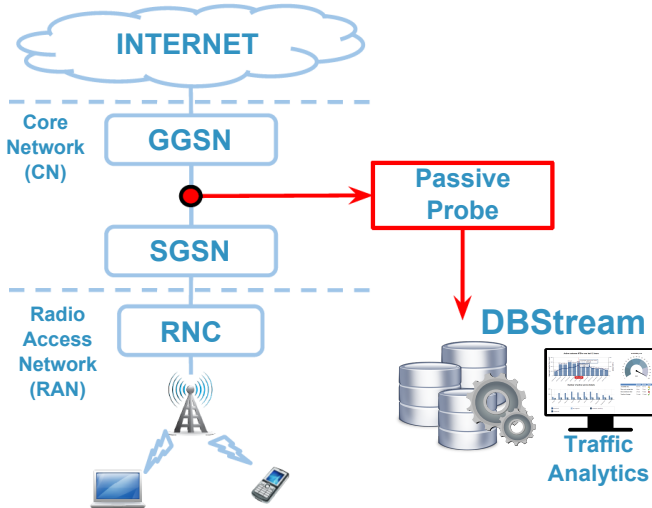 INTERNET
Core
Network
(CN)
GGSN
Passive
Probe
SGSN
Radio
Access
Network
(RAN)
RNC
DBStream
Traffic
Analytics